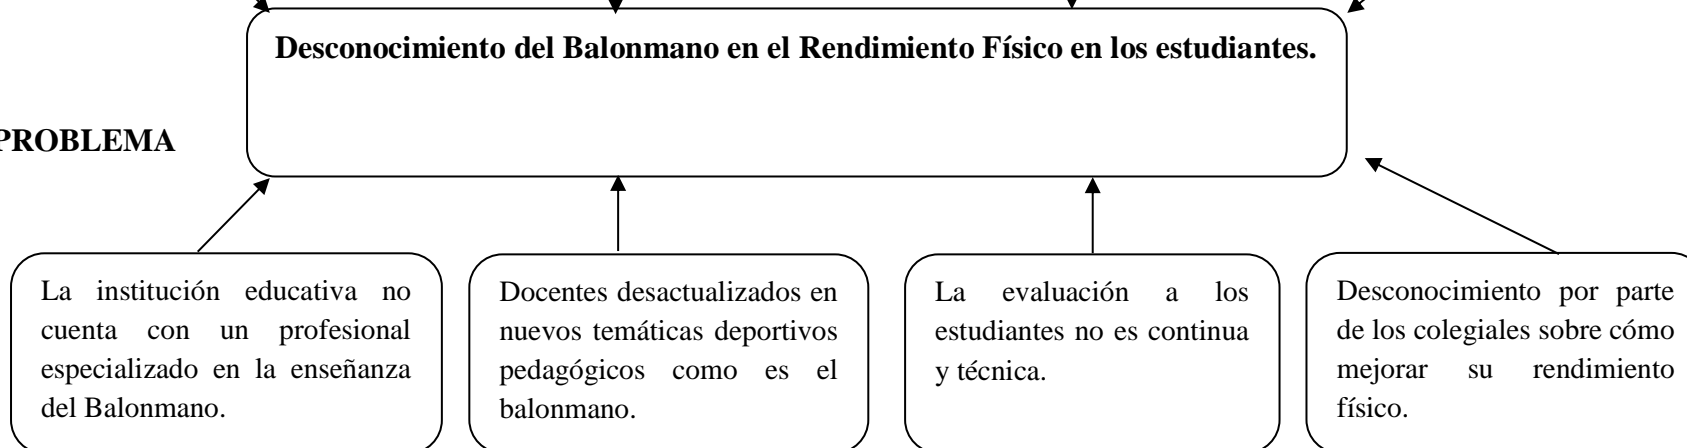 Desconocimiento del Balonmano en el Rendimiento Físico en los estudiantes.
PROBLEMA
La institución educativa no
cuenta con un profesional
especializado en la enseñanza
del Balonmano.
Docentes desactualizados en
nuevos temáticas deportivos
pedagógicos como es el
balonmano.
La evaluación a los
estudiantes no es continua
y técnica.
Desconocimiento por parte
de los colegiales sobre cómo
mejorar su rendimiento
físico.